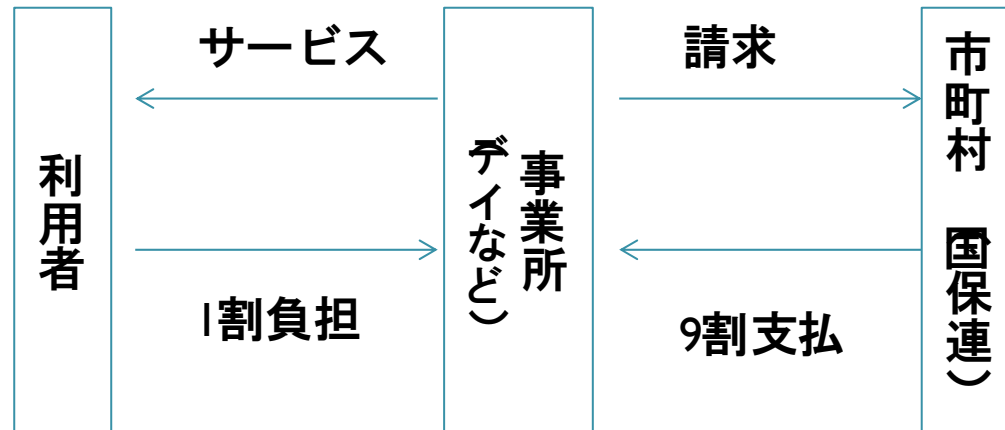 利用者
サービス
1割負担
事業所
(デイなど)
請求
9割支払
市町村 (国保連)